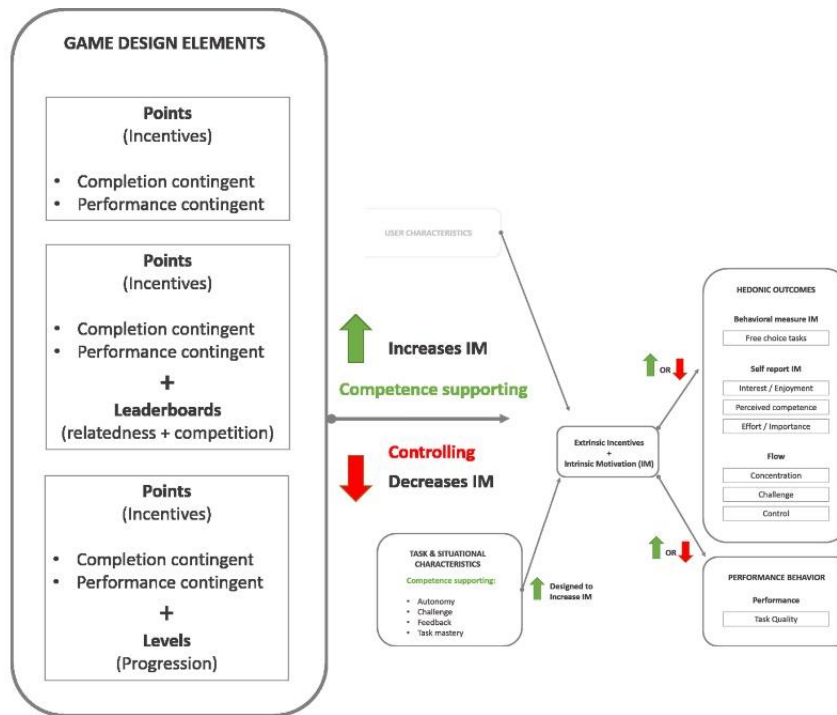 GAME DESIGN ELEMENTS
Points
(Incentives)
• Completion contingent
• Performance contingent
Points
(Incentives)
• Completion contingent
• Performance contingent
+
Leaderboards
(relatedness + competition)
Points
(Incentives)
• Completion contingent
• Performance contingent
+
Levels
(Progression)
USER CHARACTERISTICS
Increases IM
Competence supporting
Controlling
Decreases IM
TASK & SITUATIONAL
CHARACTERISTICS
Competence supporting:
• Autonomy
• Challenge
• Feedback
• Task mastery
Designed to
Increase IM
Extrinsic Incentives
+
Intrinsic Motivation (IM)
OR
OR
HEDONIC OUTCOMES
Behavioral measure IM
Free choice tasks
Self report IM
Interest / Enjoyment
Perceived competence
Effort / Importance
Flow
Concentration
Challenge
Control
PERFORMANCE BEHAVIOR
Performance
Task Quality